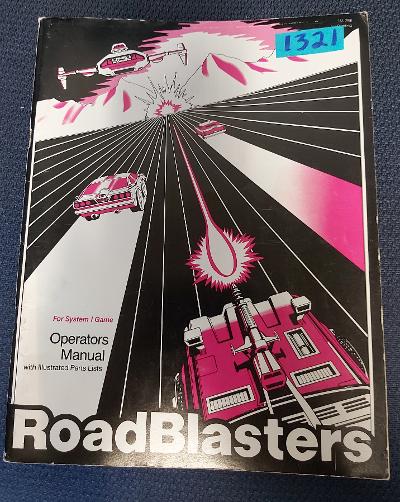 1321
For System I Game
Operators
Manual
with Illustrated Parts Lists
RoadBlasters